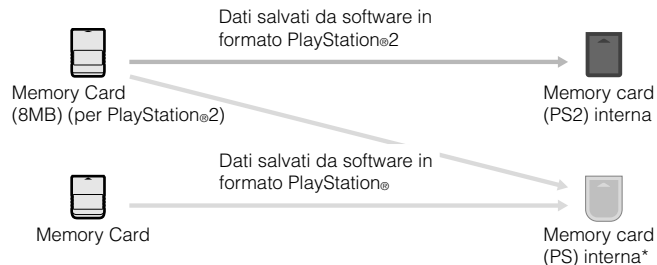 Dati salvati da software in
formato PlayStation®2
Memory Card
(8MB) (per PlayStation®2)
Memory card
(PS2) interna
Dati salvati da software in
formato PlayStation®
Memory Card
Memory card
(PS) interna*